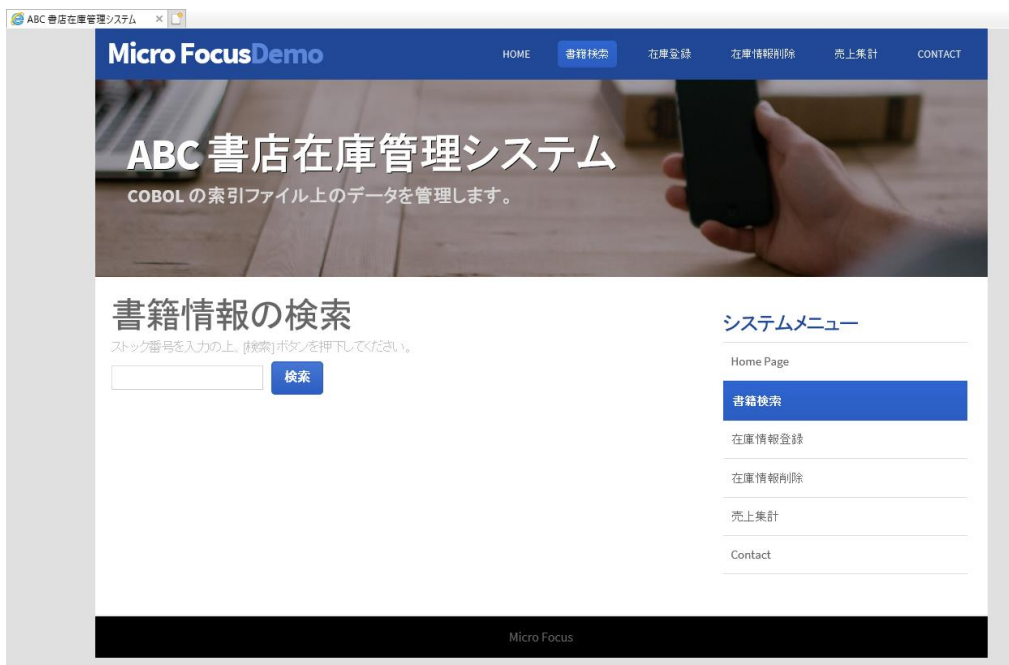 ABC 書店在庫管理システム
Micro FocusDemo
HOME 書籍検索 在庫登録 在庫情報削除 売上集計 CONTACT
ABC 書店在庫管理システム
COBOL の索引ファイル上のデータを管理します。
書籍情報の検索
ストック番号を入力の上、[検索]ボタンを押下してください。
検索
システムメニュー
Home Page
書籍検索
在庫情報登録
在庫情報削除
売上集計
Contact
Micro Focus